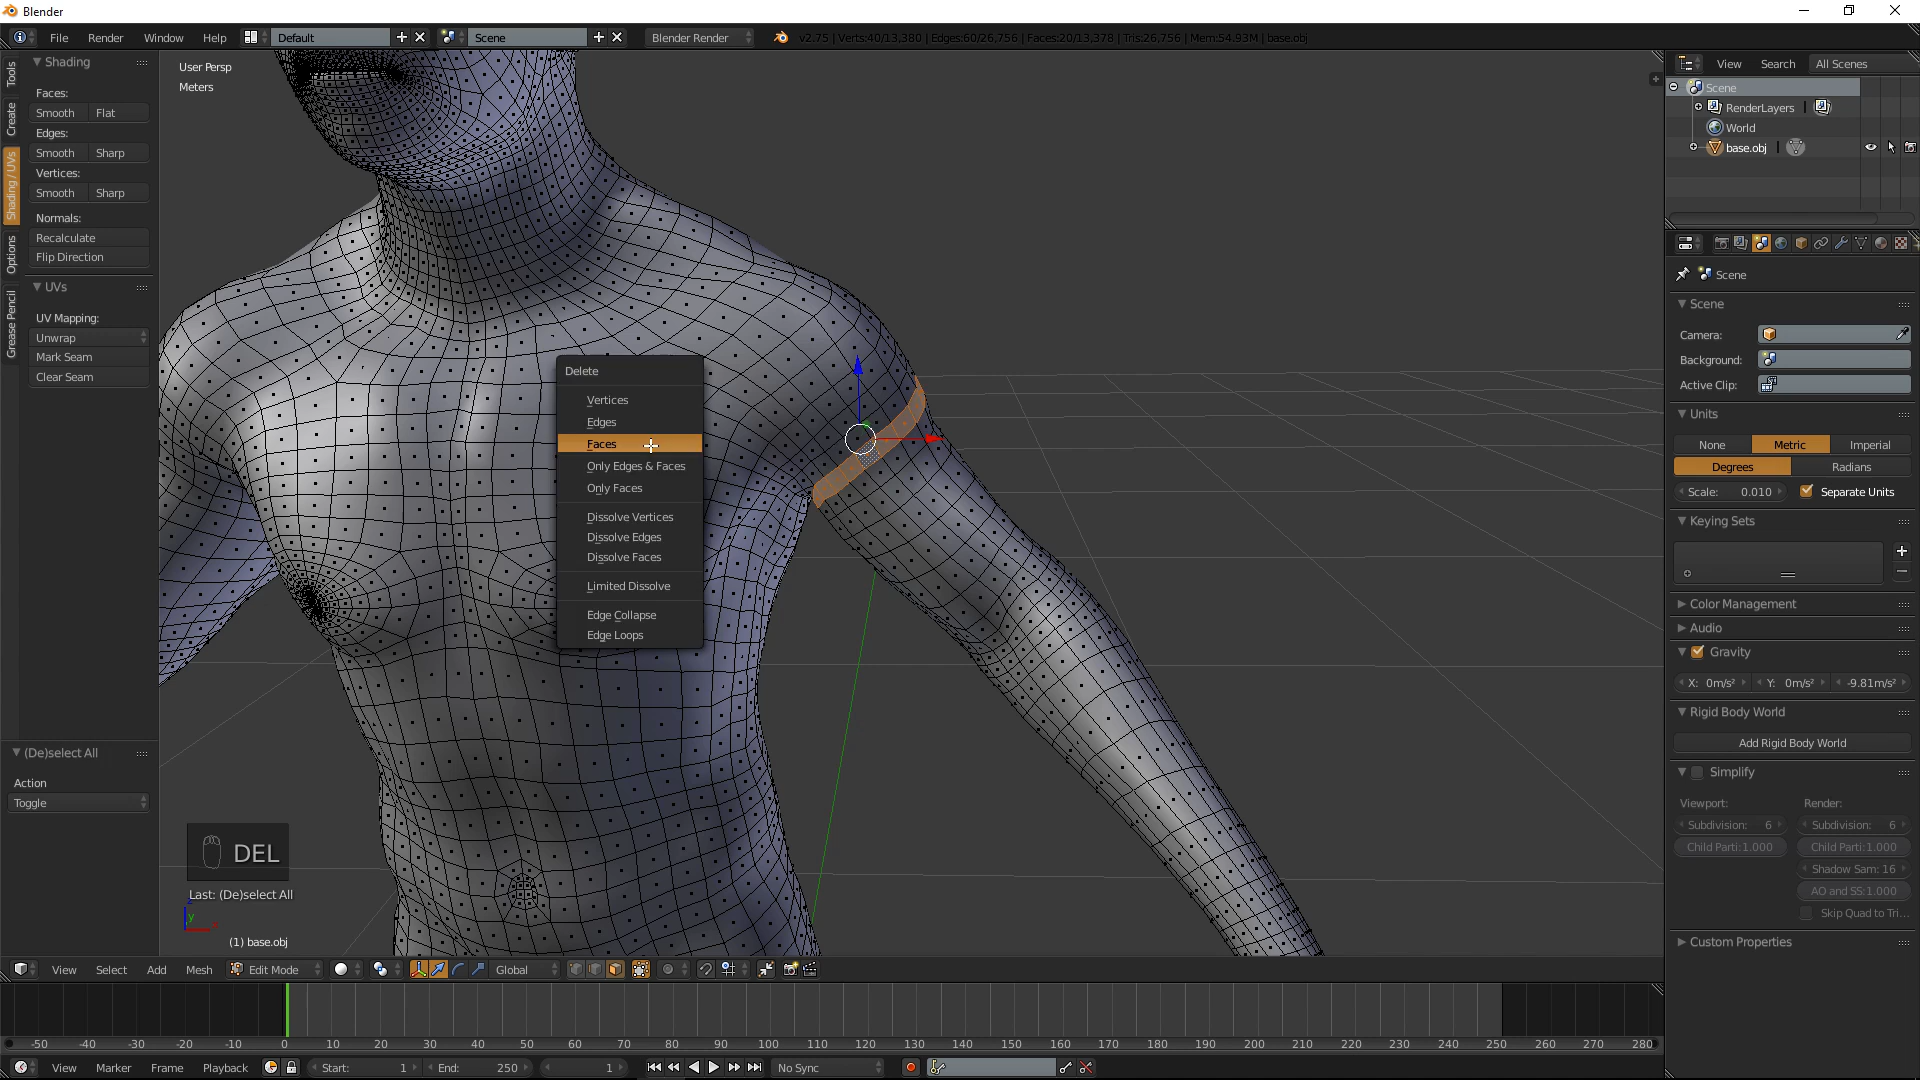 Blender
File
Render
Window
Help
Default
Scene
Blender Render
v2.75 | Verts:40/13,380 | Edges:60/26,756 | Faces:20/13,378 | Tris:26,756 | Mem:54.93M | base.obj
Tools
Create
Shading / UVs
Options
Grease Pencil
Shading
Faces:
Smooth
Flat
Edges:
Smooth
Sharp
Vertices:
Smooth
Sharp
Normals:
Recalculate
Flip Direction
UVs
UV Mapping:
Unwrap
Mark Seam
Clear Seam
(De)select All
Action
Toggle
User Persp
Meters
Delete
Vertices
Edges
Faces
Only Edges & Faces
Only Faces
Dissolve Vertices
Dissolve Edges
Dissolve Faces
Limited Dissolve
Edge Collapse
Edge Loops
DEL
Last: (De)select All
y
(1) base.obj
View
Select
Add
Mesh
Edit Mode
Global
-50
-40
-30
-20
-10
0
10
20
30
40
50
60
70
80
90
100
110
120
130
140
150
160
170
180
190
200
210
220
230
240
250
260
270
280
View
Marker
Frame
Playback
Start: 1
End: 250
1
No Sync
View
Search
All Scenes
Scene
RenderLayers
World
base.obj
Scene
Scene
Camera:
Background:
Active Clip:
Units
None
Metric
Imperial
Degrees
Radians
Scale: 0.010
Separate Units
Keying Sets
Color Management
Audio
Gravity
X: 0m/s²
Y: 0m/s²
-9.81m/s²
Rigid Body World
Add Rigid Body World
Simplify
Viewport:
Render:
Subdivision: 6
Subdivision: 6
Child Parti:1.000
Child Parti:1.000
Shadow Sam: 16
AO and SS:1.000
Skip Quad to Tri...
Custom Properties